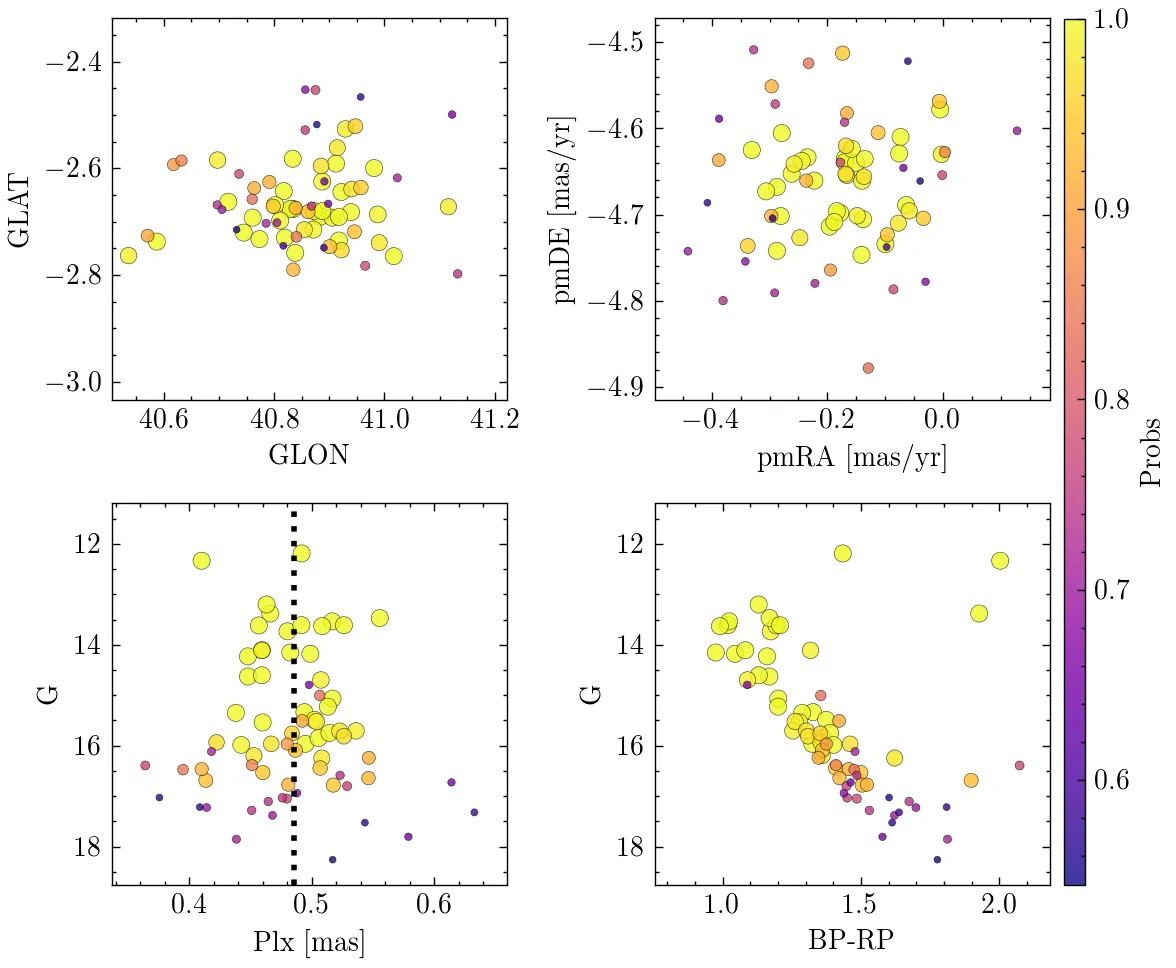 −2.4
−2.6
−2.8
−3.0
GLAT
40.6 40.8 41.0 41.2
GLON
−4.5
−4.6
−4.7
−4.8
−4.9
pmDE [mas/yr]
−0.4 −0.2 0.0
pmRA [mas/yr]
12
14
16
18
G
0.4 0.5 0.6
Plx [mas]
12
14
16
18
G
1.0 1.5 2.0
BP-RP
1.0
0.9
0.8
0.7
0.6
Probs